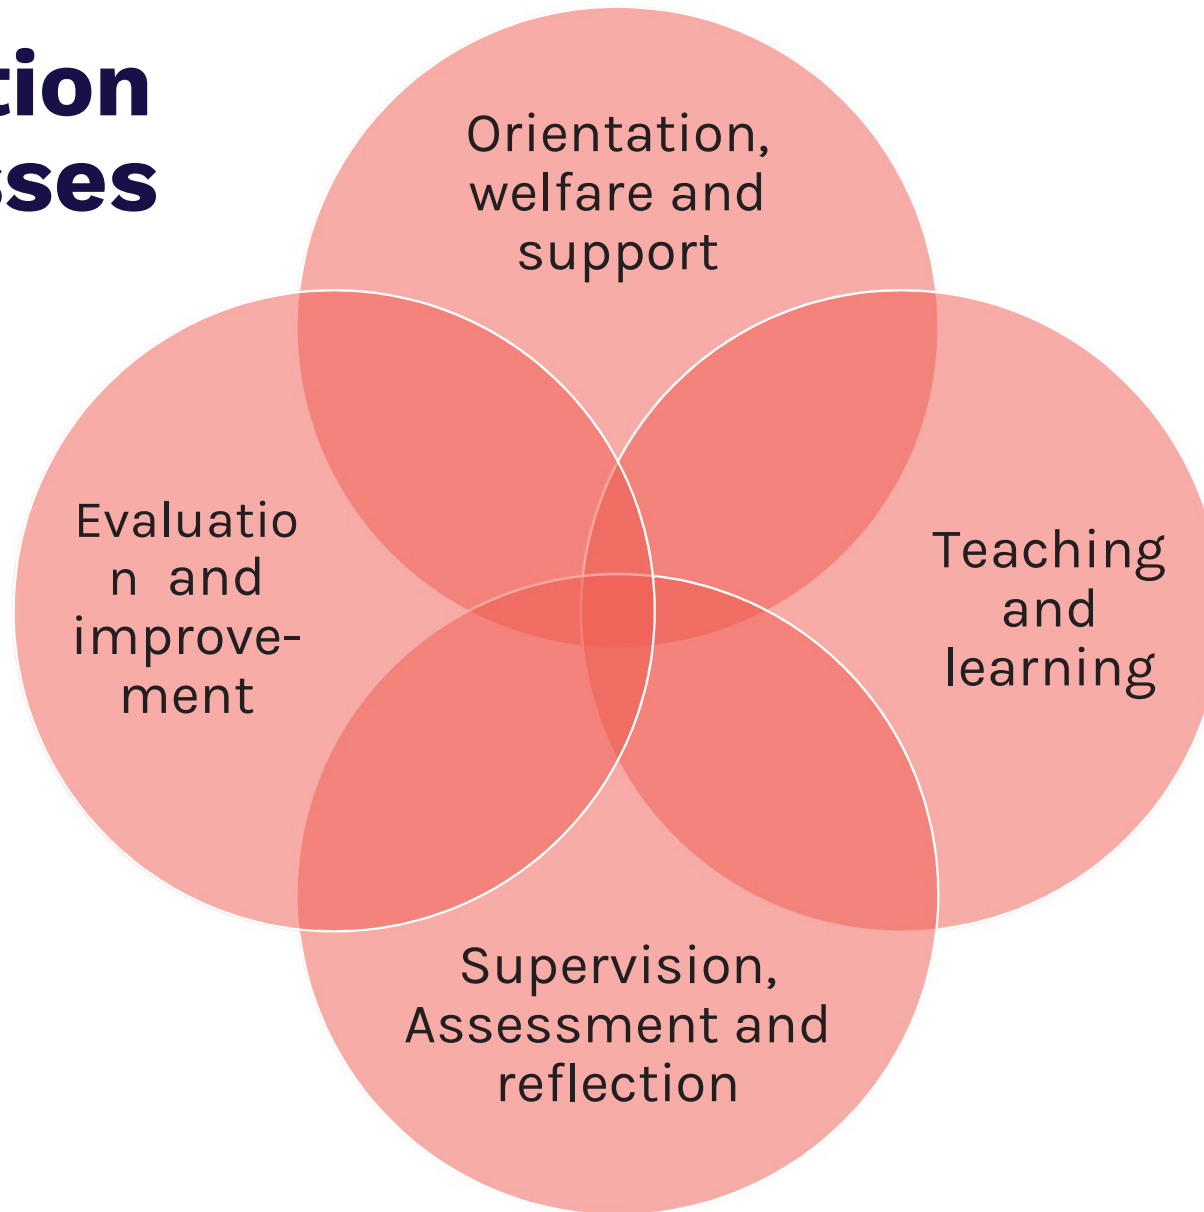 tion
sses
Orientation,
welfare and
support
Evaluatio
n and
improve-
ment
Teaching
and
learning
Supervision,
Assessment and
reflection